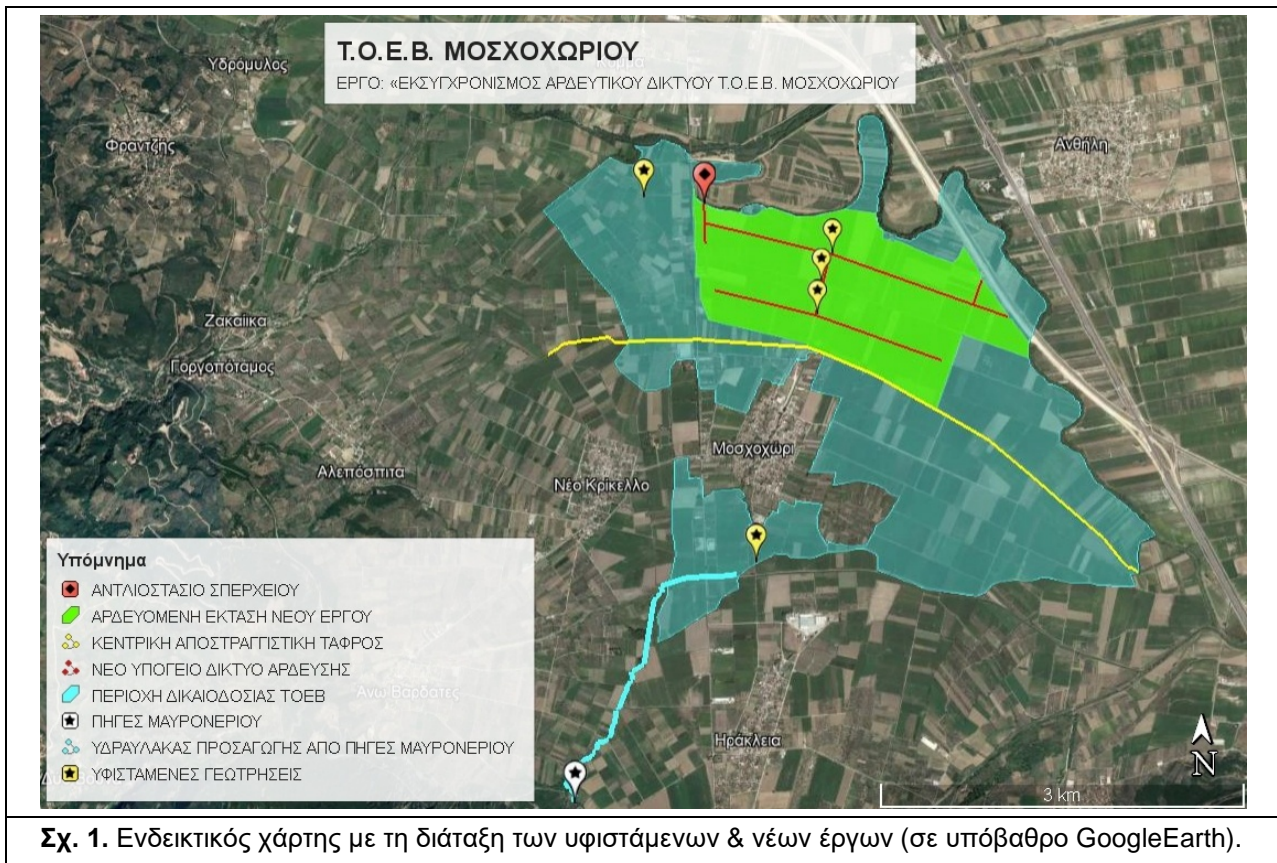 Τ.Ο.Ε.Β. ΜΟΣΧΟΧΩΡΙΟΥ
ΕΡΓΟ: «ΕΚΣΥΓΧΡΟΝΙΣΜΟΣ ΑΡΔΕΥΤΙΚΟΥ ΔΙΚΤΥΟΥ Τ.Ο.Ε.Β. ΜΟΣΧΟΧΩΡΙΟΥ
Υδρόμυλος
Φραντζής
Ανθήλη
Ζακαίικα
Γοργοπόταμος
Μοσχοχώρι
Αλεπόσπιτα
Νέο Κρίκελλο
Υπόμνημα
ΑΝΤΛΙΟΣΤΑΣΙΟ ΣΠΕΡΧΕΙΟΥ
ΑΡΔΕΥΟΜΕΝΗ ΕΚΤΑΣΗ ΝΕΟΥ ΕΡΓΟΥ
ΚΕΝΤΡΙΚΗ ΑΠΟΣΤΡΑΓΓΙΣΤΙΚΗ ΤΑΦΡΟΣ
ΝΕΟ ΥΠΟΓΕΙΟ ΔΙΚΤΥΟ ΑΡΔΕΥΣΗΣ
ΠΕΡΙΟΧΗ ΔΙΚΑΙΟΔΟΣΙΑΣ ΤΟΕΒ
Άνω Βαρδάτες
ΠΗΓΕΣ ΜΑΥΡΟΝΕΡΙΟΥ
ΥΔΡΑΥΛΑΚΑΣ ΠΡΟΣΑΓΩΓΗΣ ΑΠΟ ΠΗΓΕΣ ΜΑΥΡΟΝΕΡΙΟΥ
ΥΦΙΣΤΑΜΕΝΕΣ ΓΕΩΤΡΗΣΕΙΣ
Ηράκλεια
N
3 km
Σχ. 1. Ενδεικτικός χάρτης με τη διάταξη των υφιστάμενων & νέων έργων (σε υπόβαθρο GoogleEarth).